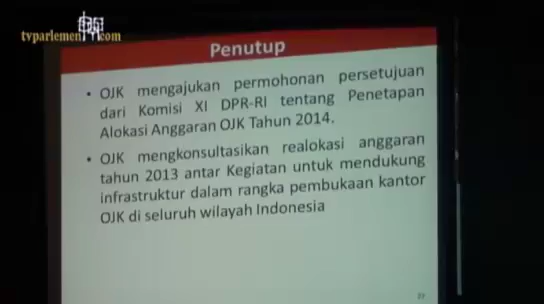 tvparlemen
.com
Penutup
• OJK mengajukan permohonan persetujuan
dari Komisi XI DPR-RI tentang Penetapan
Alokasi Anggaran OJK Tahun 2014.
• OJK mengkonsultasikan realokasi anggaran
tahun 2013 antar Kegiatan untuk mendukung
infrastruktur dalam rangka pembukaan kantor
OJK di seluruh wilayah Indonesia